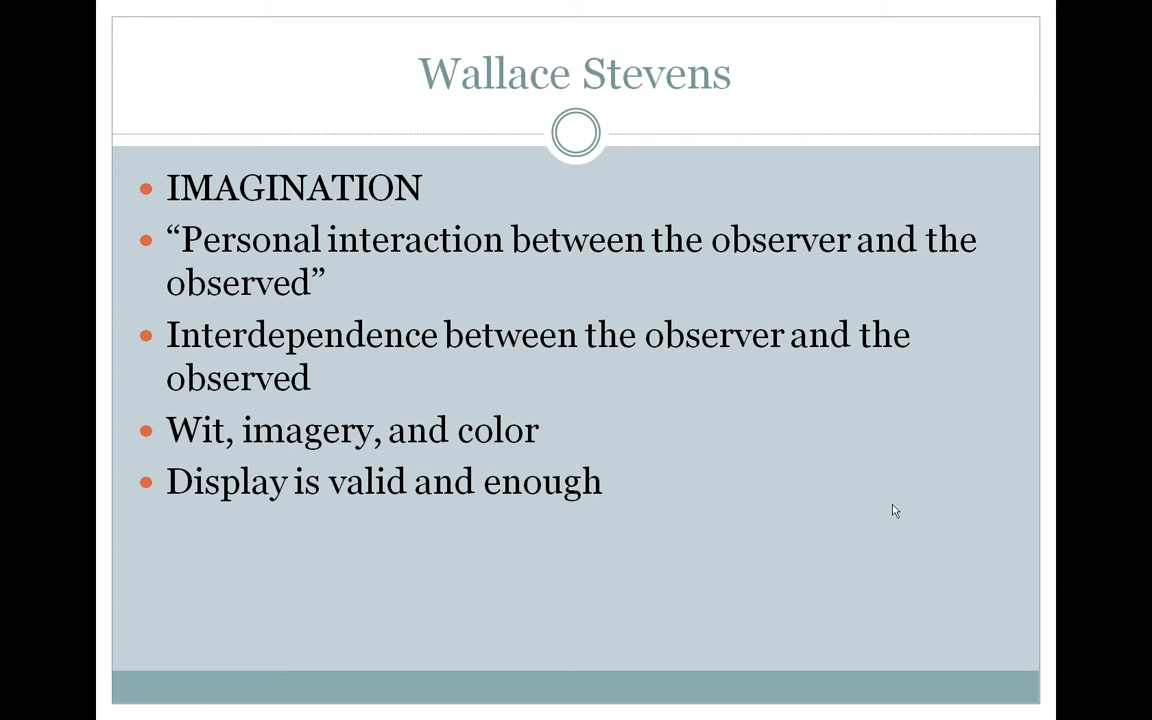 Wallace Stevens
IMAGINATION
“Personal interaction between the observer and the
observed”
Interdependence between the observer and the
observed
Wit, imagery, and color
Display is valid and enough